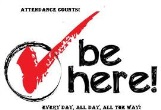 ATTENDANCE COUNTS!
be
here!
EVERY DAY, ALL DAY, ALL THE WAY!